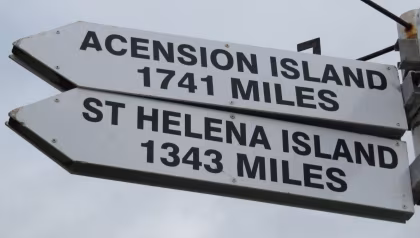 ACENSION ISLAND
1741 MILES
ST HELENA ISLAND
1343 MILES